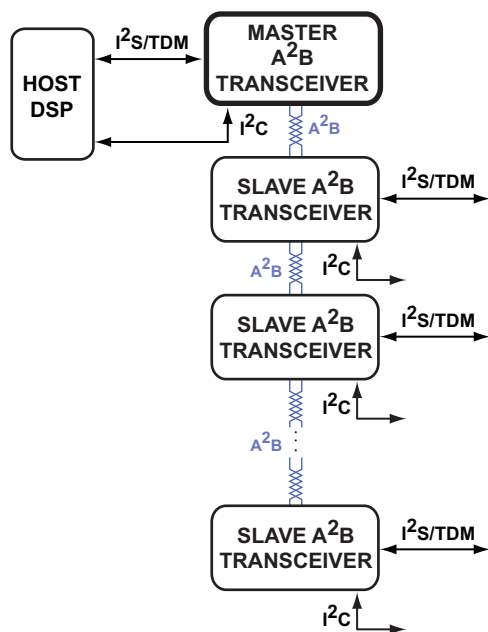 I²S/TDM
MASTER
A²B
TRANSCEIVER
HOST
DSP
I²C
A²B
SLAVE A²B
TRANSCEIVER
I²S/TDM
I²C
A²B
SLAVE A²B
TRANSCEIVER
I²S/TDM
I²C
A²B
SLAVE A²B
TRANSCEIVER
I²S/TDM
I²C